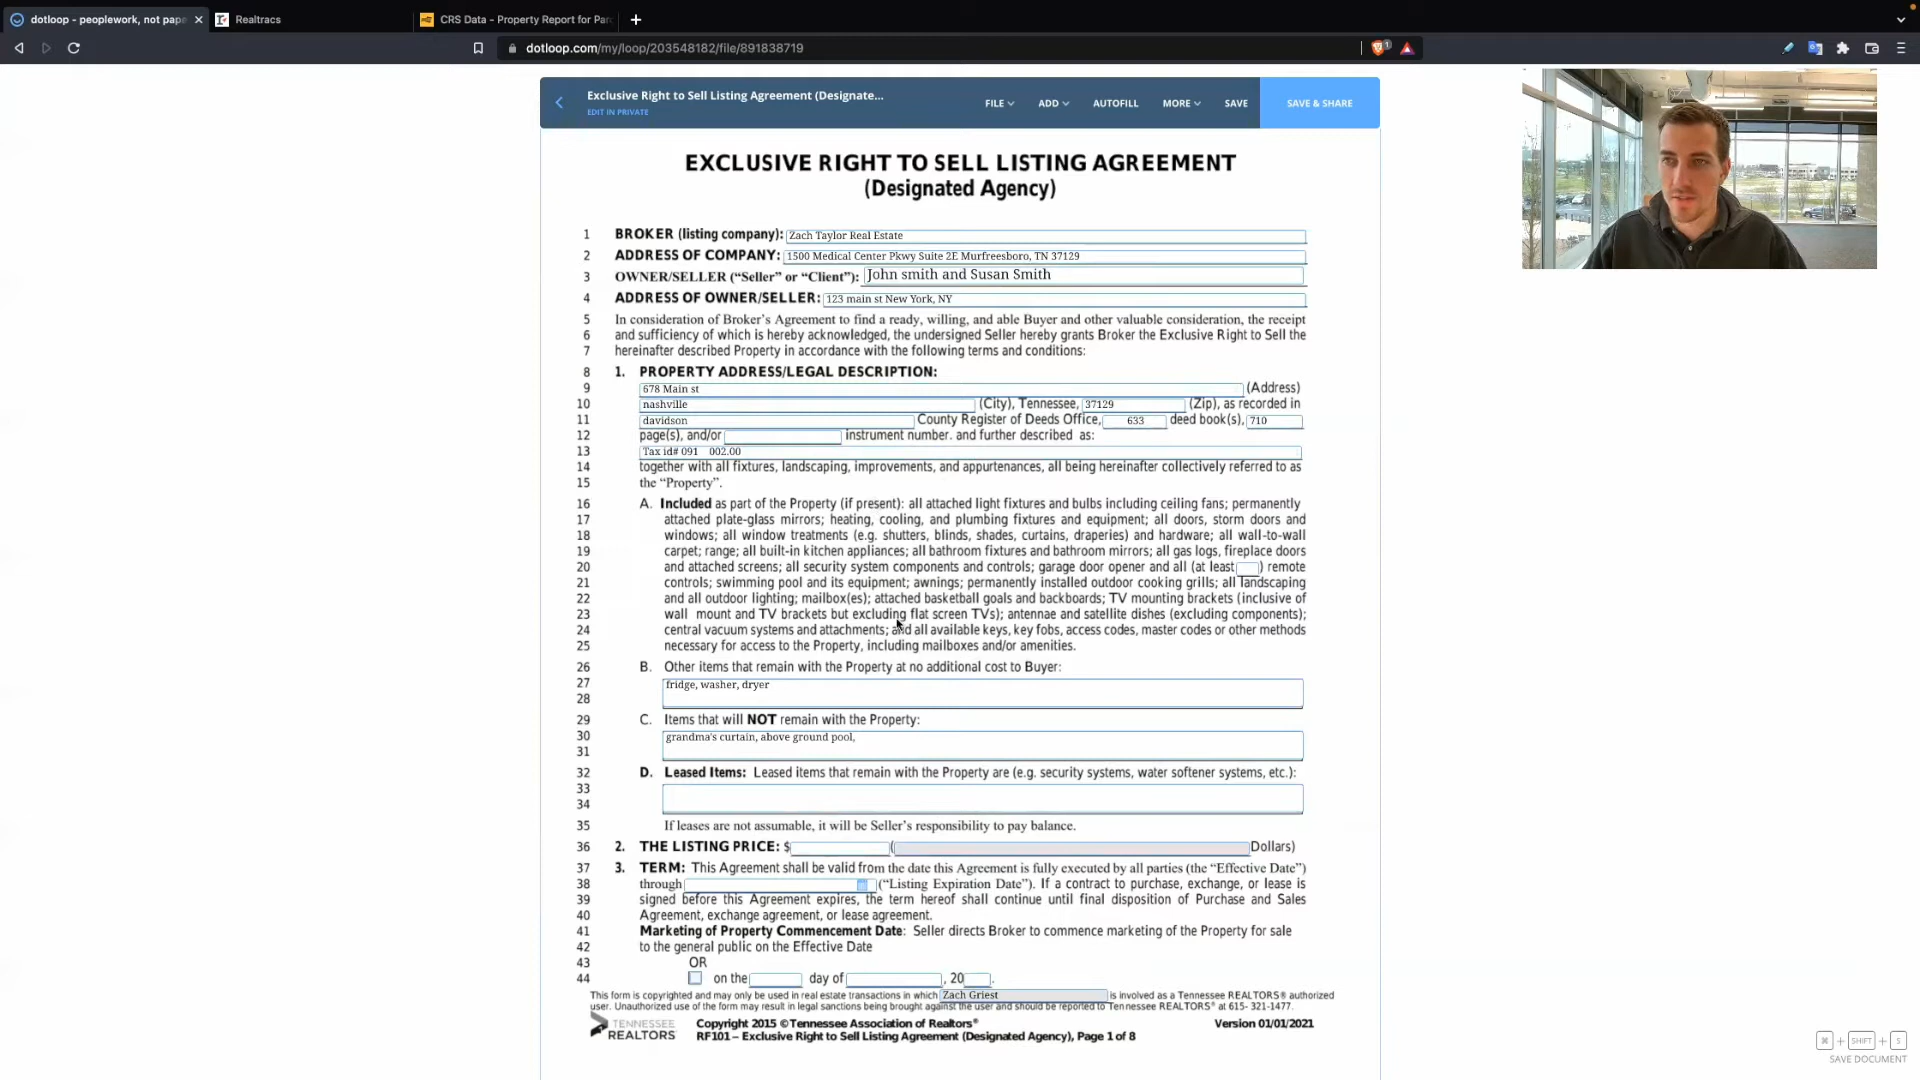 dotloop - peoplework, not pape
Realtracs
CRS Data - Property Report for Parc
dotloop.com/my/loop/203548182/file/891838719
Exclusive Right to Sell Listing Agreement (Designate...
EDIT IN PRIVATE
FILE
ADD
AUTOFILL
MORE
SAVE
SAVE & SHARE
EXCLUSIVE RIGHT TO SELL LISTING AGREEMENT
(Designated Agency)
1 BROKER (listing company): Zach Taylor Real Estate
2 ADDRESS OF COMPANY: 1500 Medical Center Pkwy Suite 2E Murfreesboro, TN 37129
3 OWNER/SELLER (“Seller” or “Client”): John smith and Susan Smith
4 ADDRESS OF OWNER/SELLER: 123 main st New York, NY
5 In consideration of Broker’s Agreement to find a ready, willing, and able Buyer and other valuable consideration, the receipt
6 and sufficiency of which is hereby acknowledged, the undersigned Seller hereby grants Broker the Exclusive Right to Sell the
7 hereinafter described Property in accordance with the following terms and conditions:
8 1. PROPERTY ADDRESS/LEGAL DESCRIPTION:
9 678 Main st (Address)
10 nashville (City), Tennessee, 37129 (Zip), as recorded in
11 davidson County Register of Deeds Office, 633 deed book(s), 710
12 page(s), and/or instrument number. and further described as:
13 Tax id# 091 002.00
14 together with all fixtures, landscaping, improvements, and appurtenances, all being hereinafter collectively referred to as
15 the “Property”.
16 A. Included as part of the Property (if present): all attached light fixtures and bulbs including ceiling fans; permanently
17 attached plate-glass mirrors; heating, cooling, and plumbing fixtures and equipment; all doors, storm doors and
18 windows; all window treatments (e.g. shutters, blinds, shades, curtains, draperies) and hardware; all wall-to-wall
19 carpet; range; all built-in kitchen appliances; all bathroom fixtures and bathroom mirrors; all gas logs, fireplace doors
20 and attached screens; all security system components and controls; garage door opener and all (at least ) remote
21 controls; swimming pool and its equipment; awnings; permanently installed outdoor cooking grills; all landscaping
22 and all outdoor lighting; mailbox(es); attached basketball goals and backboards; TV mounting brackets (inclusive of
23 wall mount and TV brackets but excluding flat screen TVs); antennae and satellite dishes (excluding components);
24 central vacuum systems and attachments; and all available keys, key fobs, access codes, master codes or other methods
25 necessary for access to the Property, including mailboxes and/or amenities.
26 B. Other items that remain with the Property at no additional cost to Buyer:
27 fridge, washer, dryer
28
29 C. Items that will NOT remain with the Property:
30 grandma's curtain, above ground pool,
31
32 D. Leased Items: Leased items that remain with the Property are (e.g. security systems, water softener systems, etc.):
33
34
35 If leases are not assumable, it will be Seller’s responsibility to pay balance.
36 2. THE LISTING PRICE: $ ( Dollars)
37 3. TERM: This Agreement shall be valid from the date this Agreement is fully executed by all parties (the “Effective Date”)
38 through (“Listing Expiration Date”). If a contract to purchase, exchange, or lease is
39 signed before this Agreement expires, the term hereof shall continue until final disposition of Purchase and Sales
40 Agreement, exchange agreement, or lease agreement.
41 Marketing of Property Commencement Date: Seller directs Broker to commence marketing of the Property for sale
42 to the general public on the Effective Date
43 OR
44 on the day of , 20 .
This form is copyrighted and may only be used in real estate transactions in which Zach Griest is involved as a Tennessee REALTORS® authorized
user. Unauthorized use of the form may result in legal sanctions being brought against the user and should be reported to Tennessee REALTORS® at 615- 321-1477.
TENNESSEE
REALTORS
Copyright 2015 © Tennessee Association of Realtors®
RF101 – Exclusive Right to Sell Listing Agreement (Designated Agency), Page 1 of 8
Version 01/01/2021
⌘ + SHIFT + S
SAVE DOCUMENT